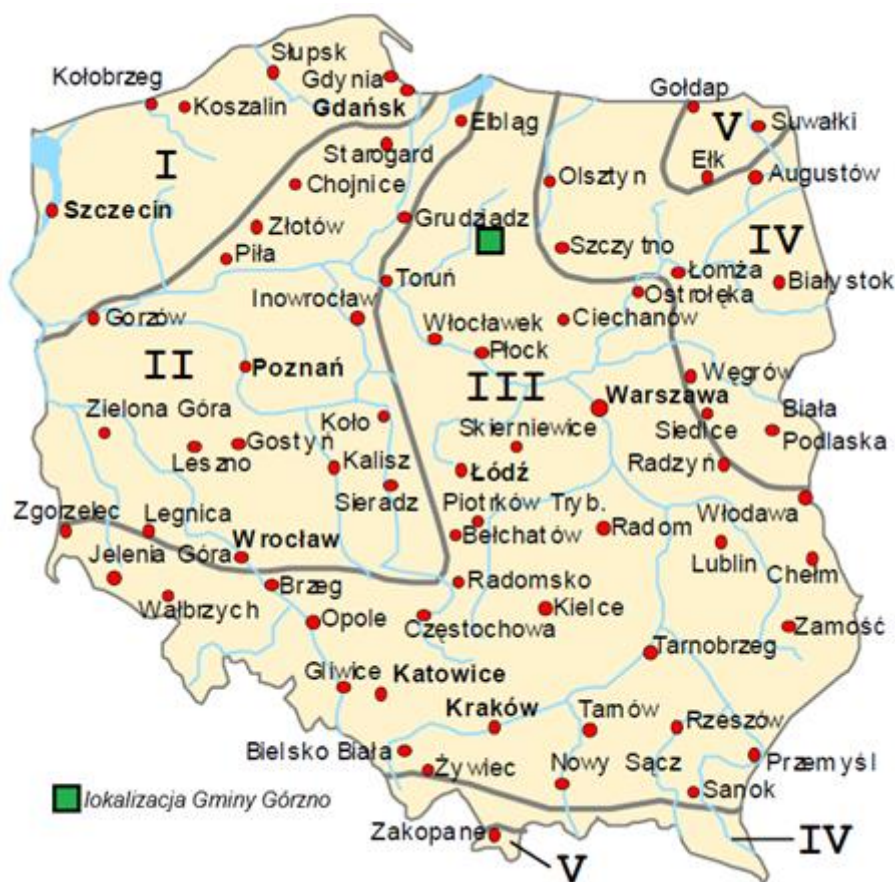 Słupsk
Kołobrzeg
Gdynia
Koszalin
Gdańsk
Gołdap
Elbląg
V
Suwałki
Starogard
I
Ełk
Chojnice
Olsztyn
Augustów
Szczecin
Grudziądz
Złotów
IV
Szczytno
Piła
Toruń
Łomża
Białystok
Inowrocław
Ostrołęka
Gorzów
Włocławek
Ciechanów
Płock
II
Poznań
III
Węgrów
Warszawa
Zielona Góra
Koło
Skierniewice
Siedlce
Biała
Podlaska
Gostyń
Leszno
Kalisz
Łódź
Radzyń
Sieradz
Piotrków Tryb.
Zgorzelec
Legnica
Włodawa
Radom
Wrocław
Bełchatów
Jelenia Góra
Lublin
Chełm
Brzeg
Radomsko
Wałbrzych
Opole
Kielce
Częstochowa
Zamość
Tarnobrzeg
Gliwice
Katowice
Kraków
Tarnów
Rzeszów
Bielsko Biała
Żywiec
Nowy Sącz
Przemyśl
Sanok
lokalizacja Gminy Górzno
Zakopane
IV
V